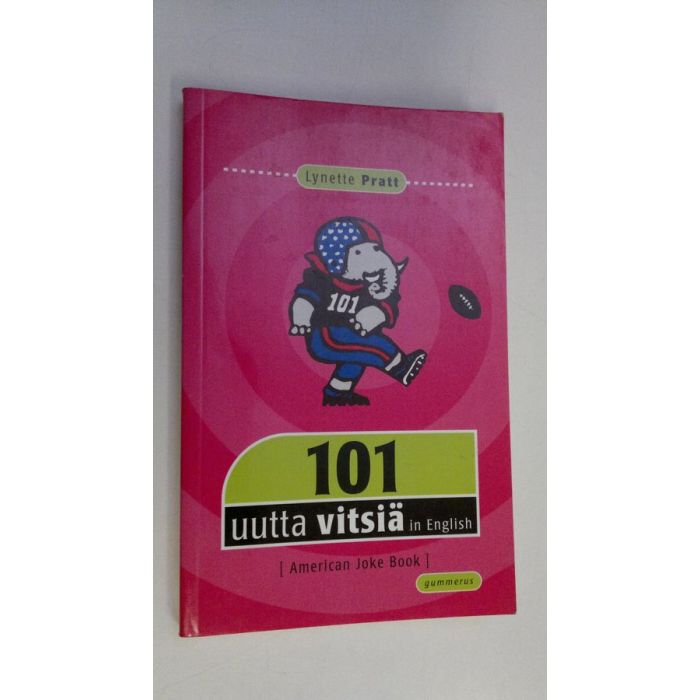 Lynette Pratt
101
101
uutta vitsiä in English
[ American Joke Book ]
gummerus